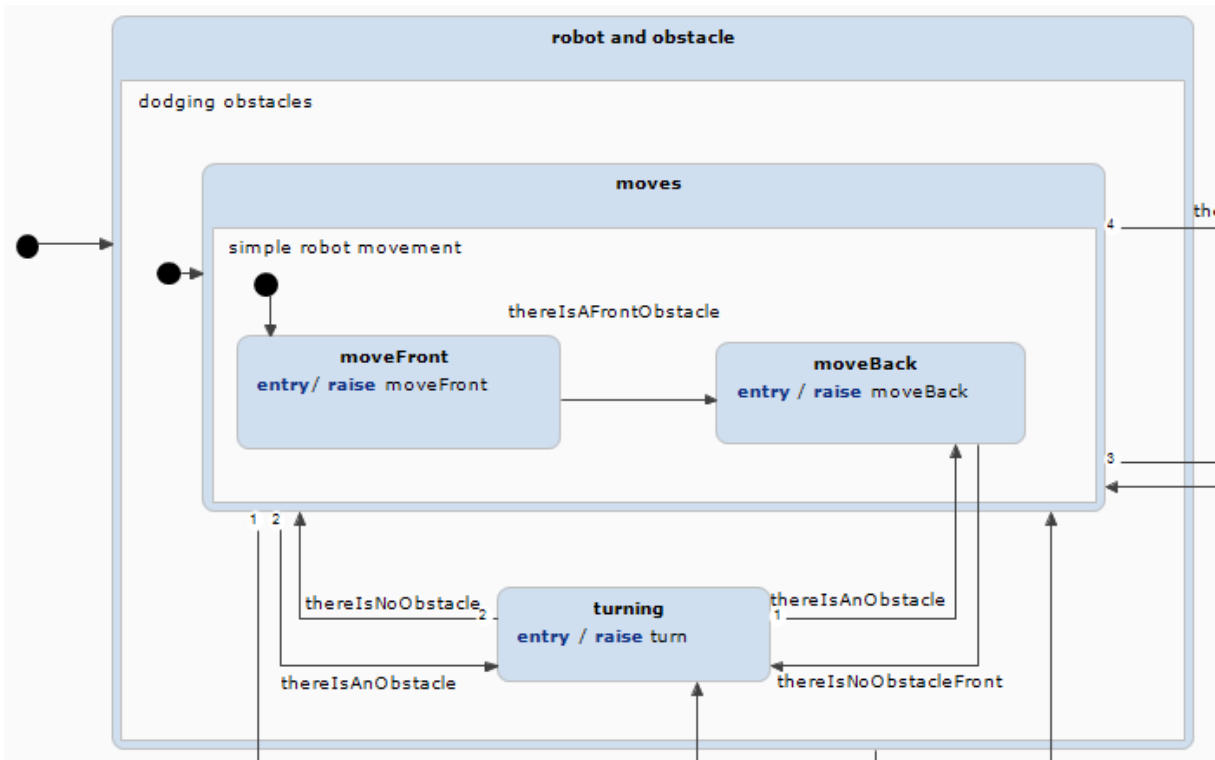 robot and obstacle
dodging obstacles
moves
4
simple robot movement
thereIsAFrontObstacle
moveFront
entry/ raise moveFront
moveBack
entry / raise moveBack
3
1 2
thereIsNoObstacle
2
turning
entry / raise turn
thereIsAnObstacle
1
thereIsAnObstacle
thereIsNoObstacleFront